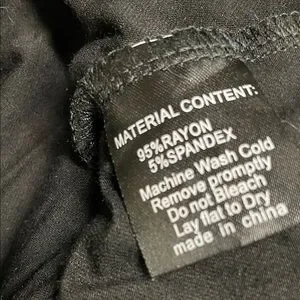 MATERIAL CONTENT:
95%RAYON
5%SPANDEX
Machine Wash Cold
Remove promptly
Do not Bleach
Lay flat to Dry
made in china